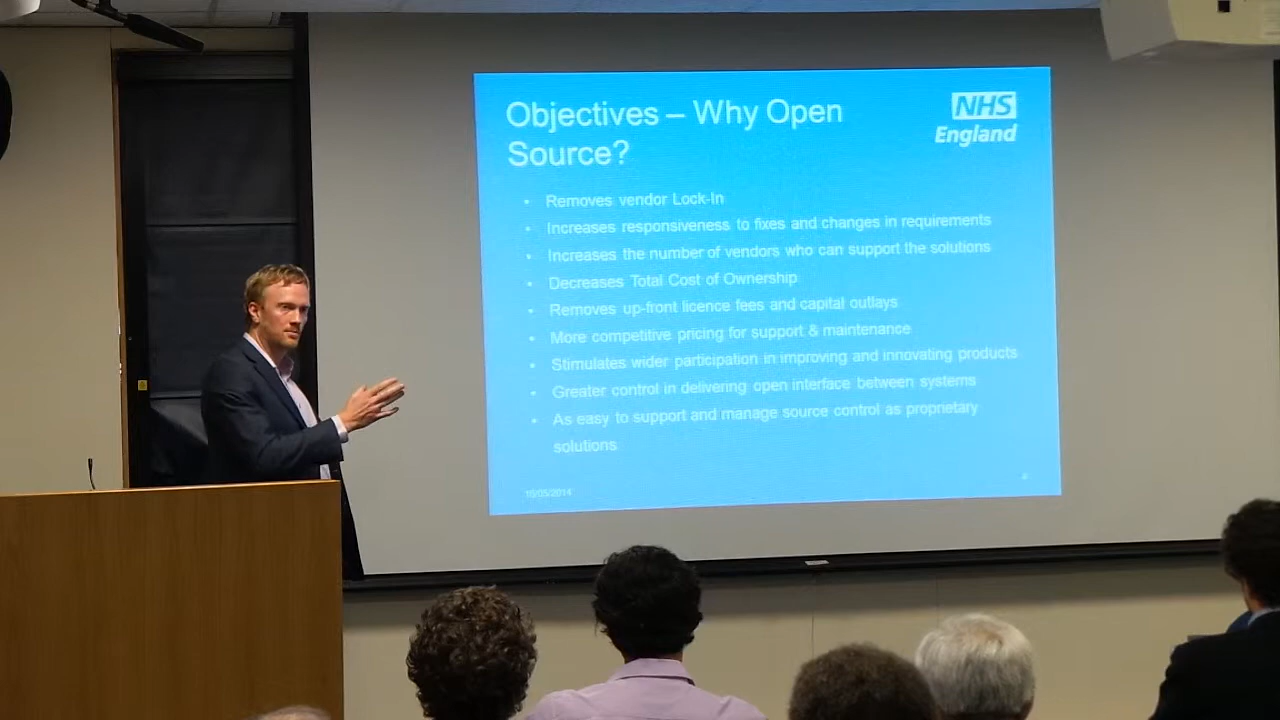 Objectives – Why Open
Source?
NHS
England
• Removes vendor Lock-In
• Increases responsiveness to fixes and changes in requirements
• Increases the number of vendors who can support the solutions
• Decreases Total Cost of Ownership
• Removes up-front licence fees and capital outlays
• More competitive pricing for support & maintenance
• Stimulates wider participation in improving and innovating products
• Greater control in delivering open interface between systems
• As easy to support and manage source control as proprietary
solutions